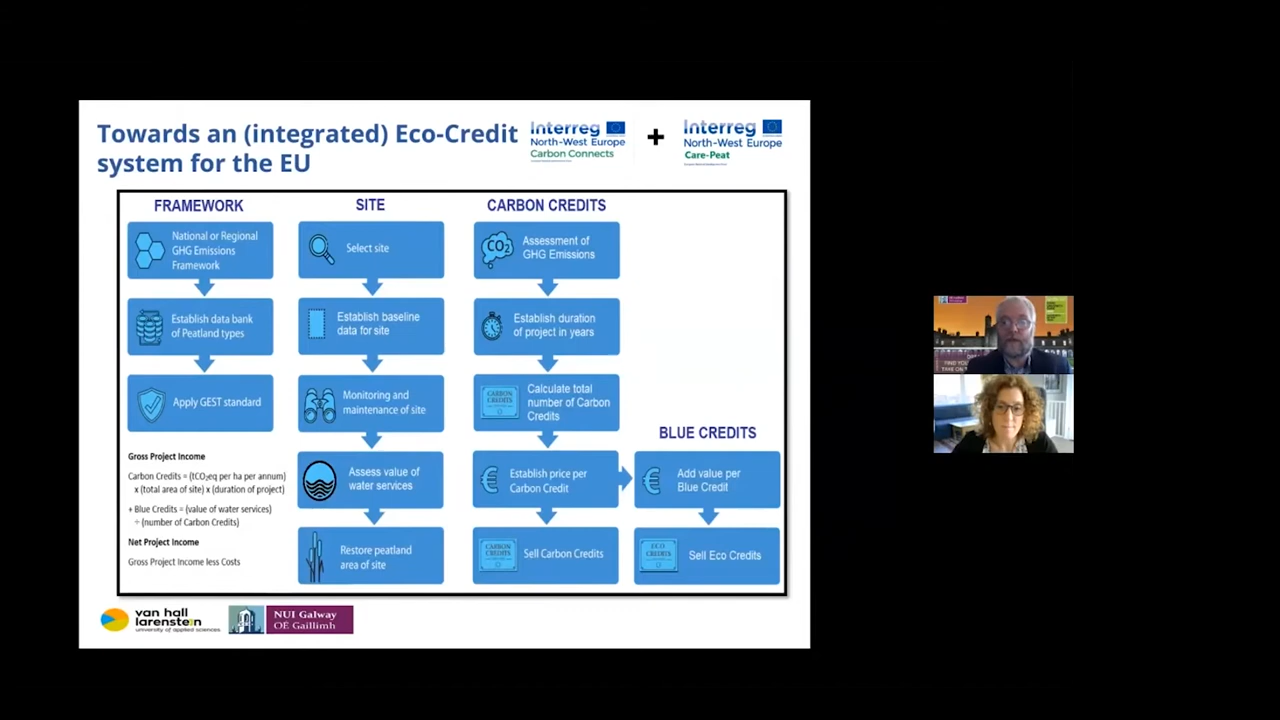 Towards an (integrated) Eco-Credit
system for the EU
Interreg
North-West Europe
Carbon Connects
+
Interreg
North-West Europe
Care-Peat
FRAMEWORK
National or Regional
GHG Emissions
Framework
Establish data bank
of Peatland types
Apply GEST standard
Gross Project Income
Carbon Credits = (tCO₂eq per ha per annum)
x (total area of site) x (duration of project)
+ Blue Credits = (value of water services)
÷ (number of Carbon Credits)
Net Project Income
Gross Project Income less Costs
SITE
Select site
Establish baseline
data for site
Monitoring and
maintenance of site
Assess value of
water services
Restore peatland
area of site
CARBON CREDITS
CO2
Assessment of
GHG Emissions
Establish duration
of project in years
CARBON
CREDITS
Calculate total
number of Carbon
Credits
€
Establish price per
Carbon Credit
CARBON
CREDITS
Sell Carbon Credits
BLUE CREDITS
€
Add value per
Blue Credit
ECO
CREDITS
Sell Eco Credits
van hall
larenstein
university of applied sciences
NUI Galway
OÉ Gaillimh